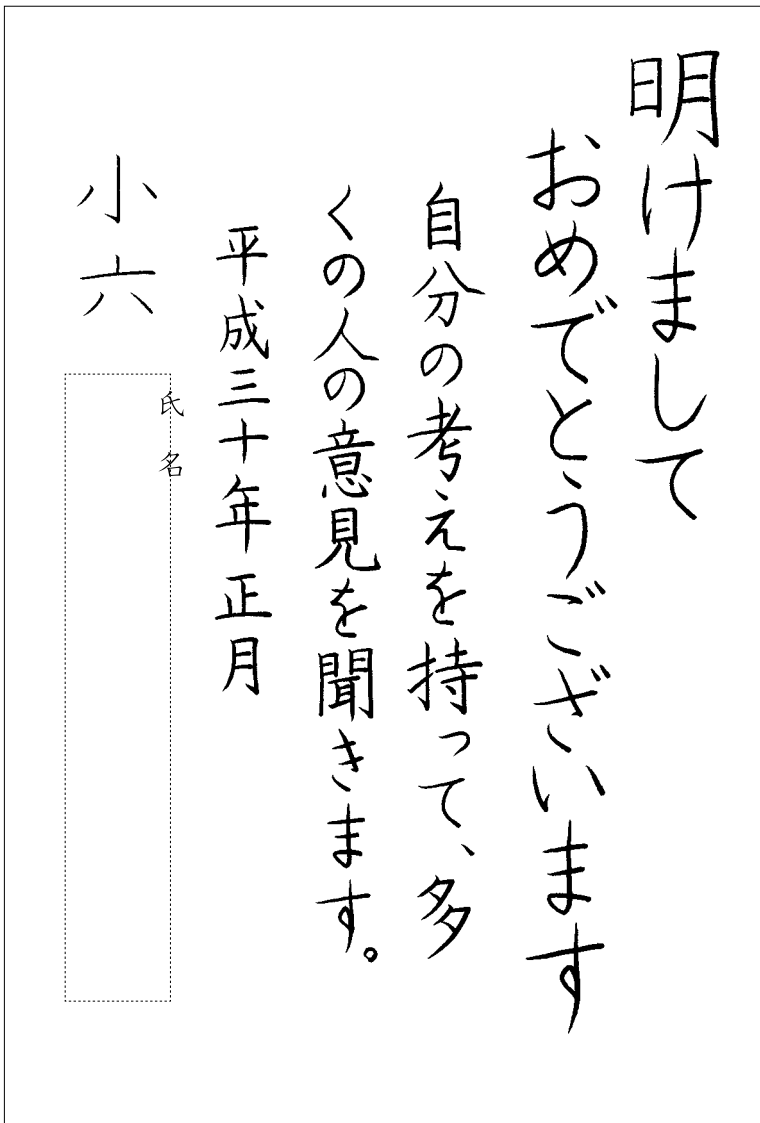 明けまして
おめでとうございます
自分の考えを持って、多
くの人の意見を聞きます。
平成三十年正月
小六
氏名